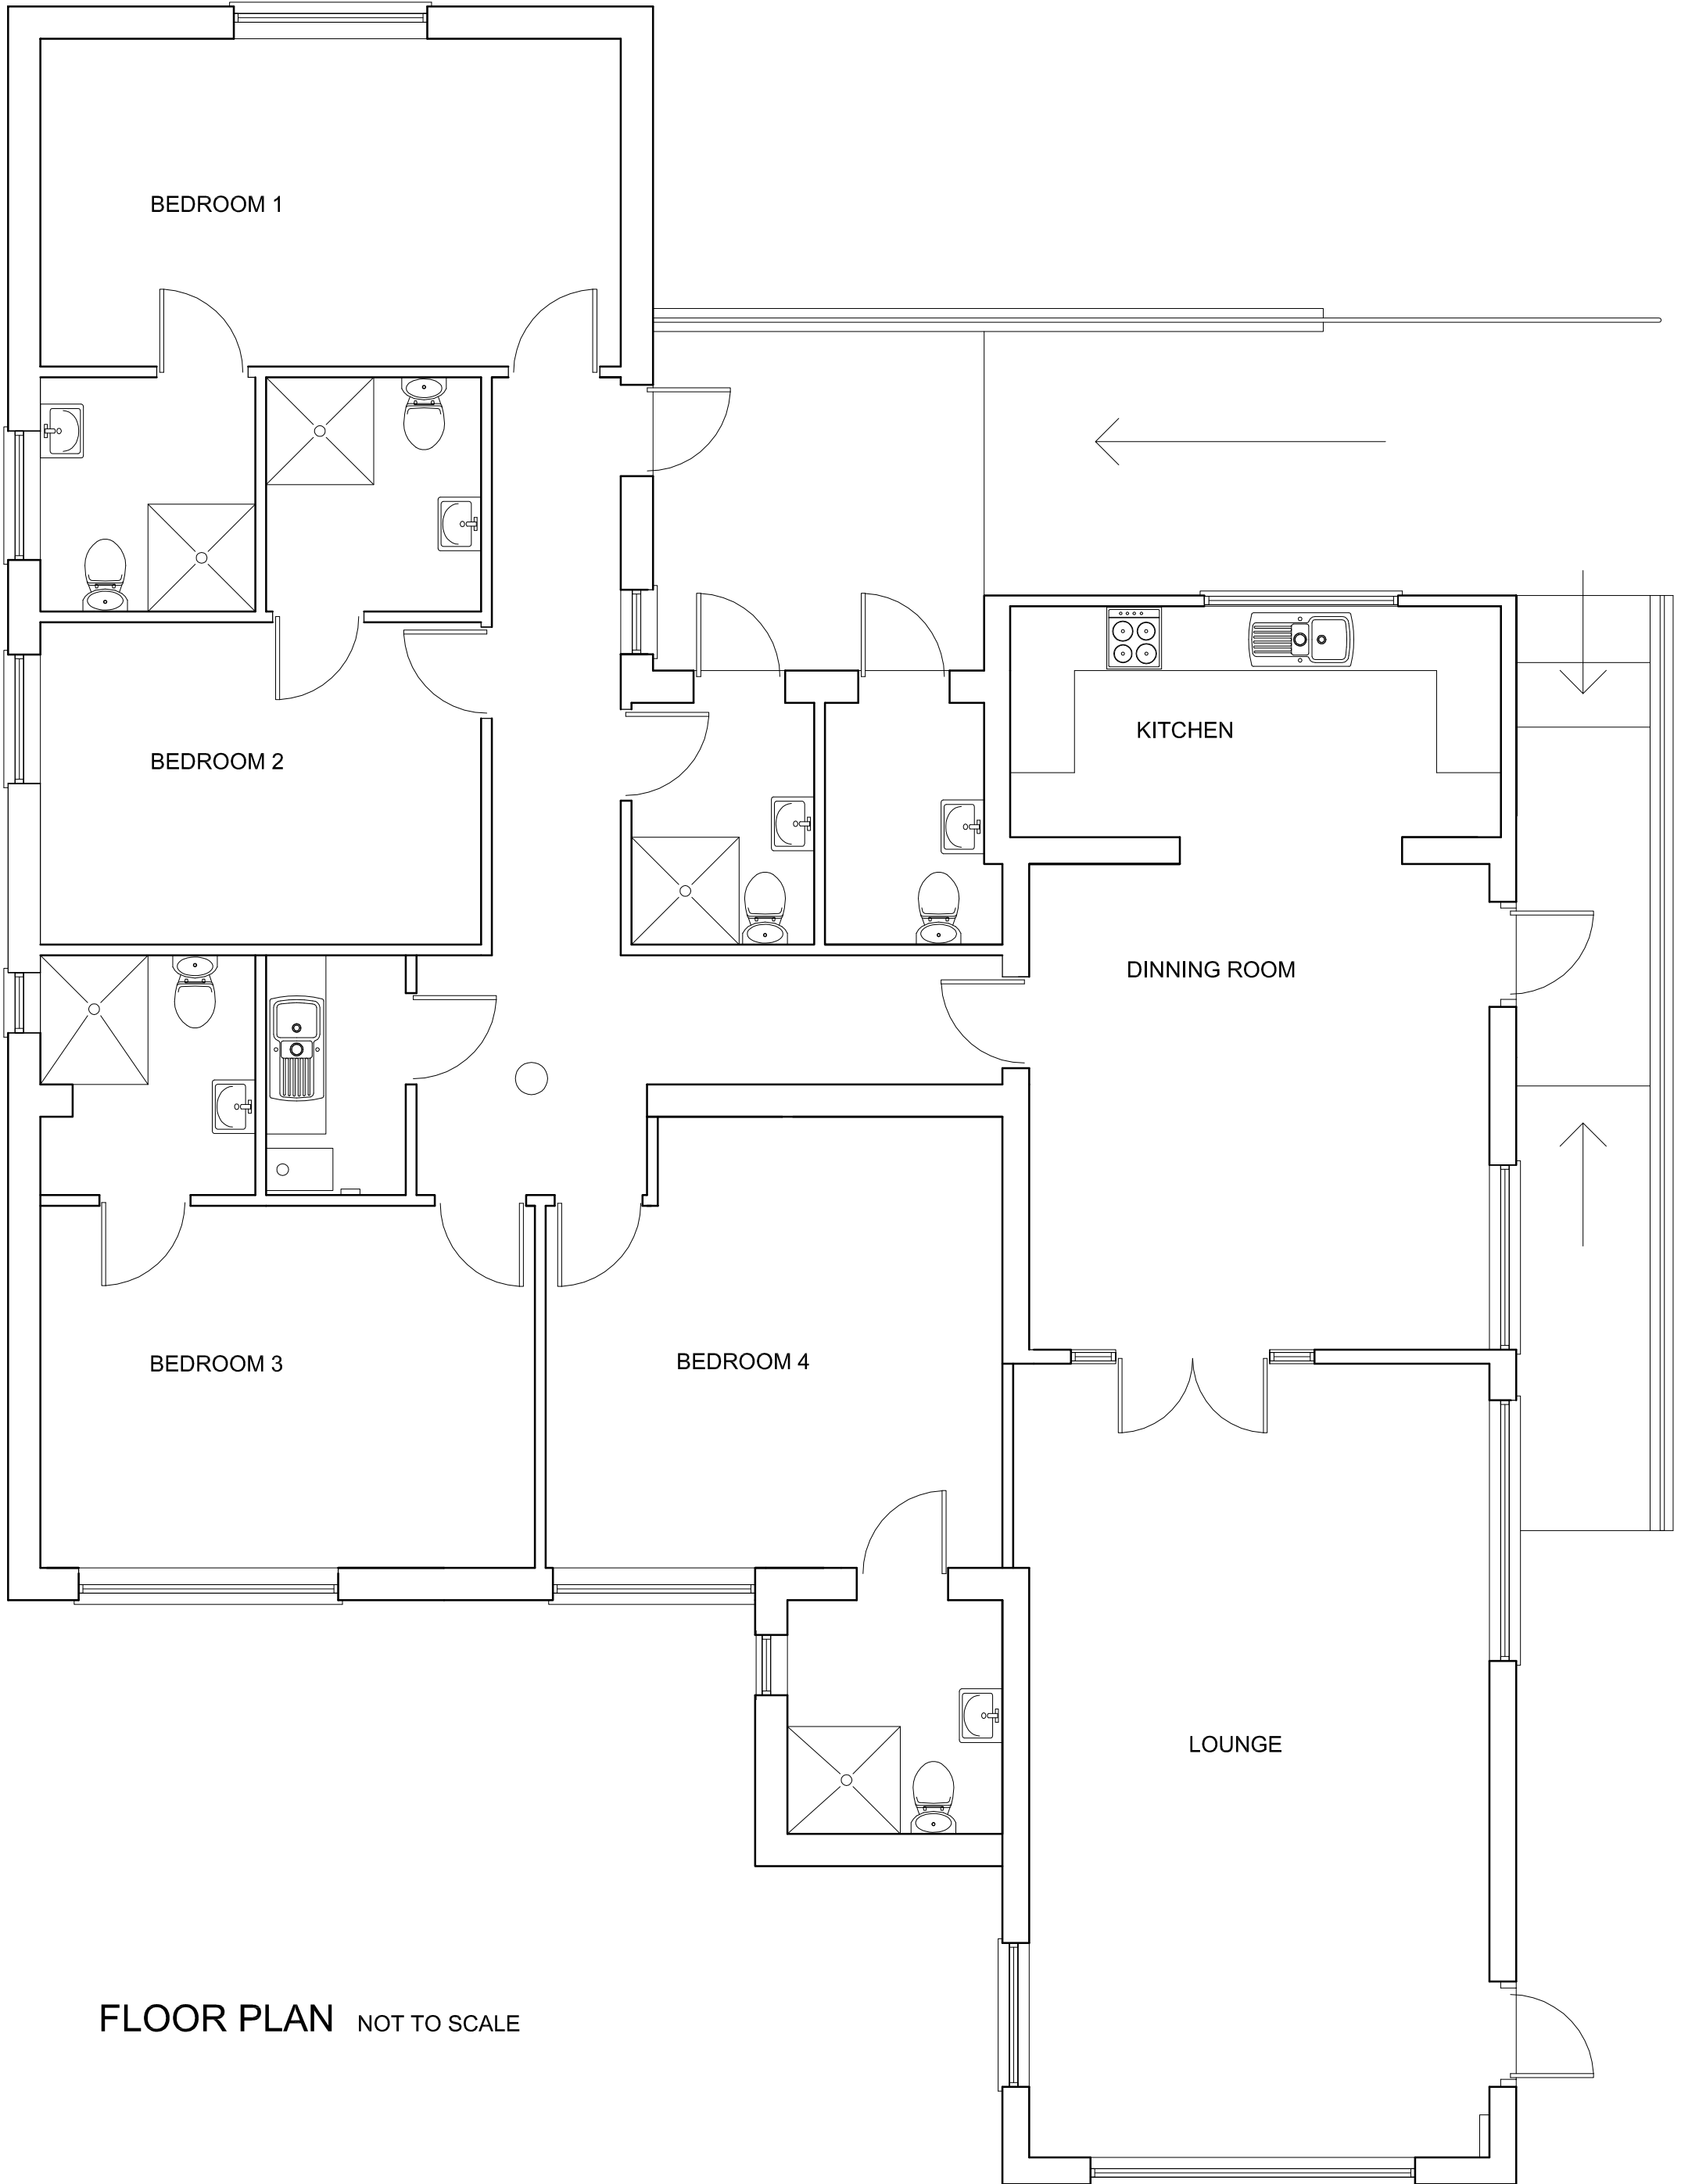 BEDROOM 1
BEDROOM 2
KITCHEN
DINNING ROOM
BEDROOM 3
BEDROOM 4
LOUNGE
FLOOR PLAN NOT TO SCALE